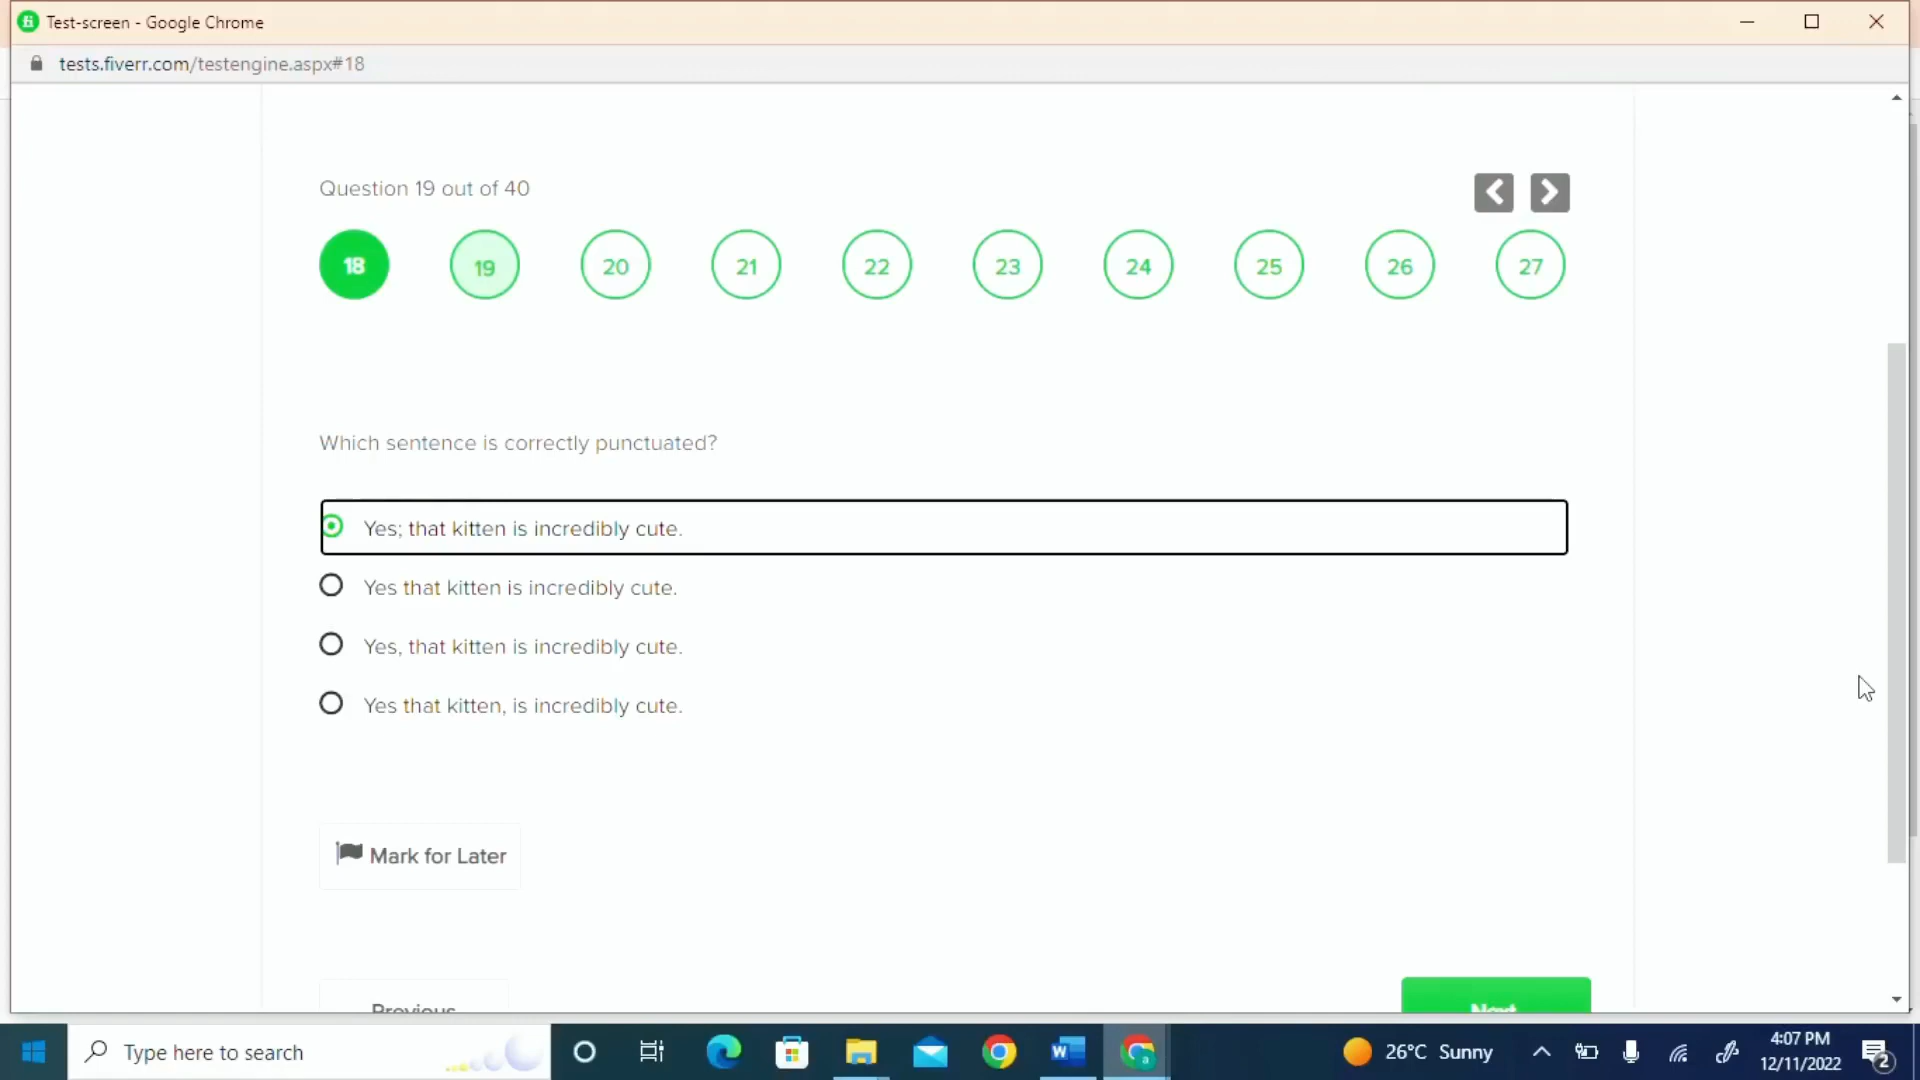 Test-screen - Google Chrome
tests.fiverr.com/testengine.aspx#18
Question 19 out of 40
18 19 20 21 22 23 24 25 26 27
Which sentence is correctly punctuated?
Yes; that kitten is incredibly cute.
Yes that kitten is incredibly cute.
Yes, that kitten is incredibly cute.
Yes that kitten, is incredibly cute.
Mark for Later
Previous
Next
Type here to search
26°C Sunny
4:07 PM
12/11/2022
2